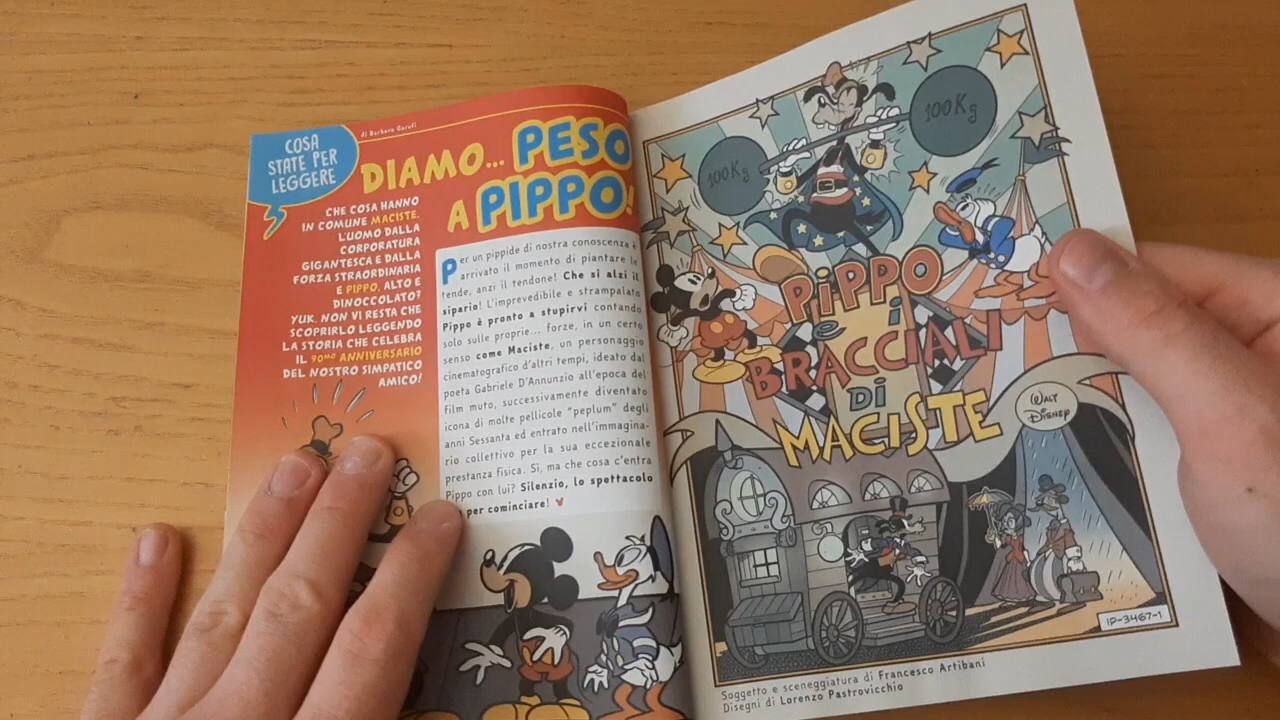 COSA
STATE PER
LEGGERE
di Barbara Garufi
DIAMO... PESO
A PIPPO!
CHE COSA HANNO
IN COMUNE MACISTE,
L'UOMO DALLA
CORPORATURA
GIGANTESCA E DALLA
FORZA STRAORDINARIA
E PIPPO, ALTO E
DINOCCOLATO?
YUK, NON VI RESTA CHE
SCOPRIRLO LEGGENDO
LA STORIA CHE CELEBRA
IL 90MO ANNIVERSARIO
DEL NOSTRO SIMPATICO
AMICO!
Per un pippide di nostra conoscenza è
arrivato il momento di piantare le
tende, anzi il tendone! Che si alzi il
sipario! L'imprevedibile e strampalato
Pippo è pronto a stupirvi contando
solo sulle proprie... forze, in un certo
senso come Maciste, un personaggio
cinematografico d'altri tempi, ideato dal
poeta Gabriele D'Annunzio all'epoca del
film muto, successivamente diventato
icona di molte pellicole "peplum" degli
anni Sessanta ed entrato nell'immagina-
rio collettivo per la sua eccezionale
prestanza fisica. Sì, ma che cosa c'entra
Pippo con lui? Silenzio, lo spettacolo
per cominciare!
100Kg
100Kg
PIPPO
e i
BRACCIALI
DI
MACISTE
WALT
DISNEY
IP-3467-1
Soggetto e sceneggiatura di Francesco Artibani
Disegni di Lorenzo Pastrovicchio